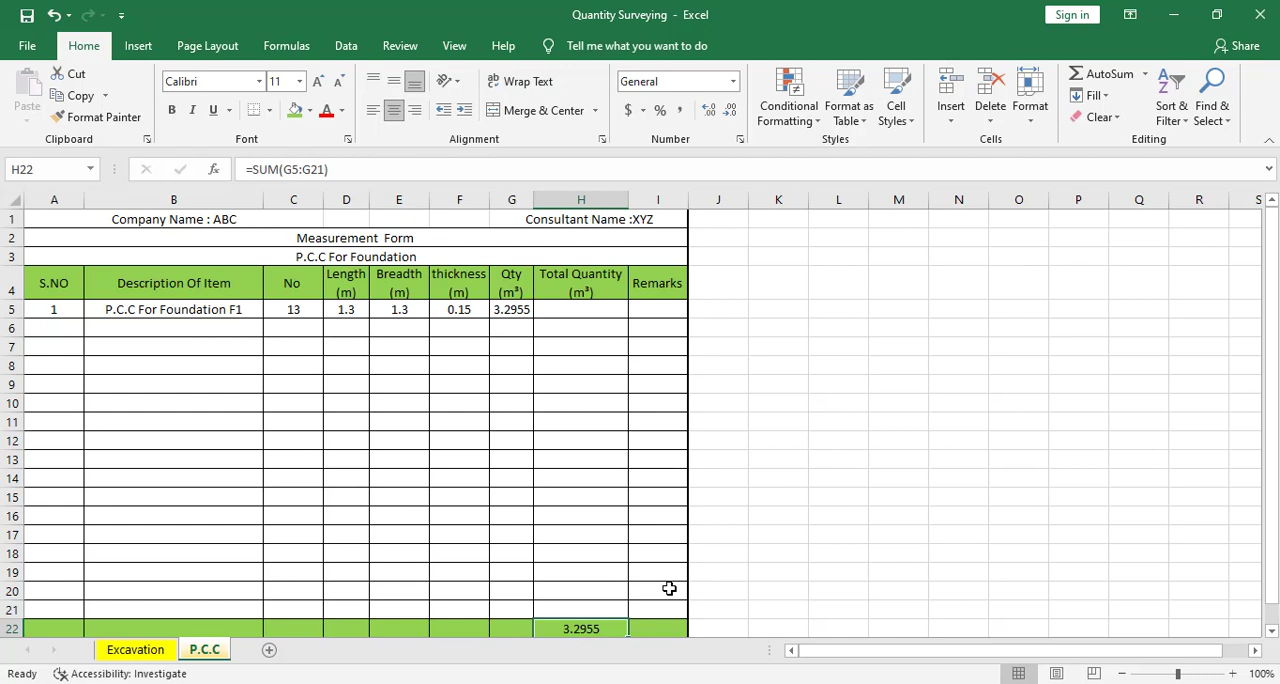 Quantity Surveying - Excel
Sign in
File Home Insert Page Layout Formulas Data Review View Help Tell me what you want to do Share
Paste
Cut
Copy
Format Painter
Clipboard
Calibri 11
B I U
Font
Wrap Text
Merge & Center
Alignment
General
$ % ,
Number
Conditional Formatting
Format as Table
Cell Styles
Styles
Insert Delete Format
Cells
AutoSum
Fill
Clear
Sort & Filter
Find & Select
Editing
H22 fx =SUM(G5:G21)
A B C D E F G H I J K L M N O P Q R S
1 Company Name : ABC Consultant Name :XYZ
2 Measurement Form
3 P.C.C For Foundation
4 S.NO Description Of Item No Length (m) Breadth (m) thickness (m) Qty (m³) Total Quantity (m³) Remarks
5 1 P.C.C For Foundation F1 13 1.3 1.3 0.15 3.2955
6
7
8
9
10
11
12
13
14
15
16
17
18
19
20
21
22 3.2955
Excavation P.C.C
Ready Accessibility: Investigate 100%